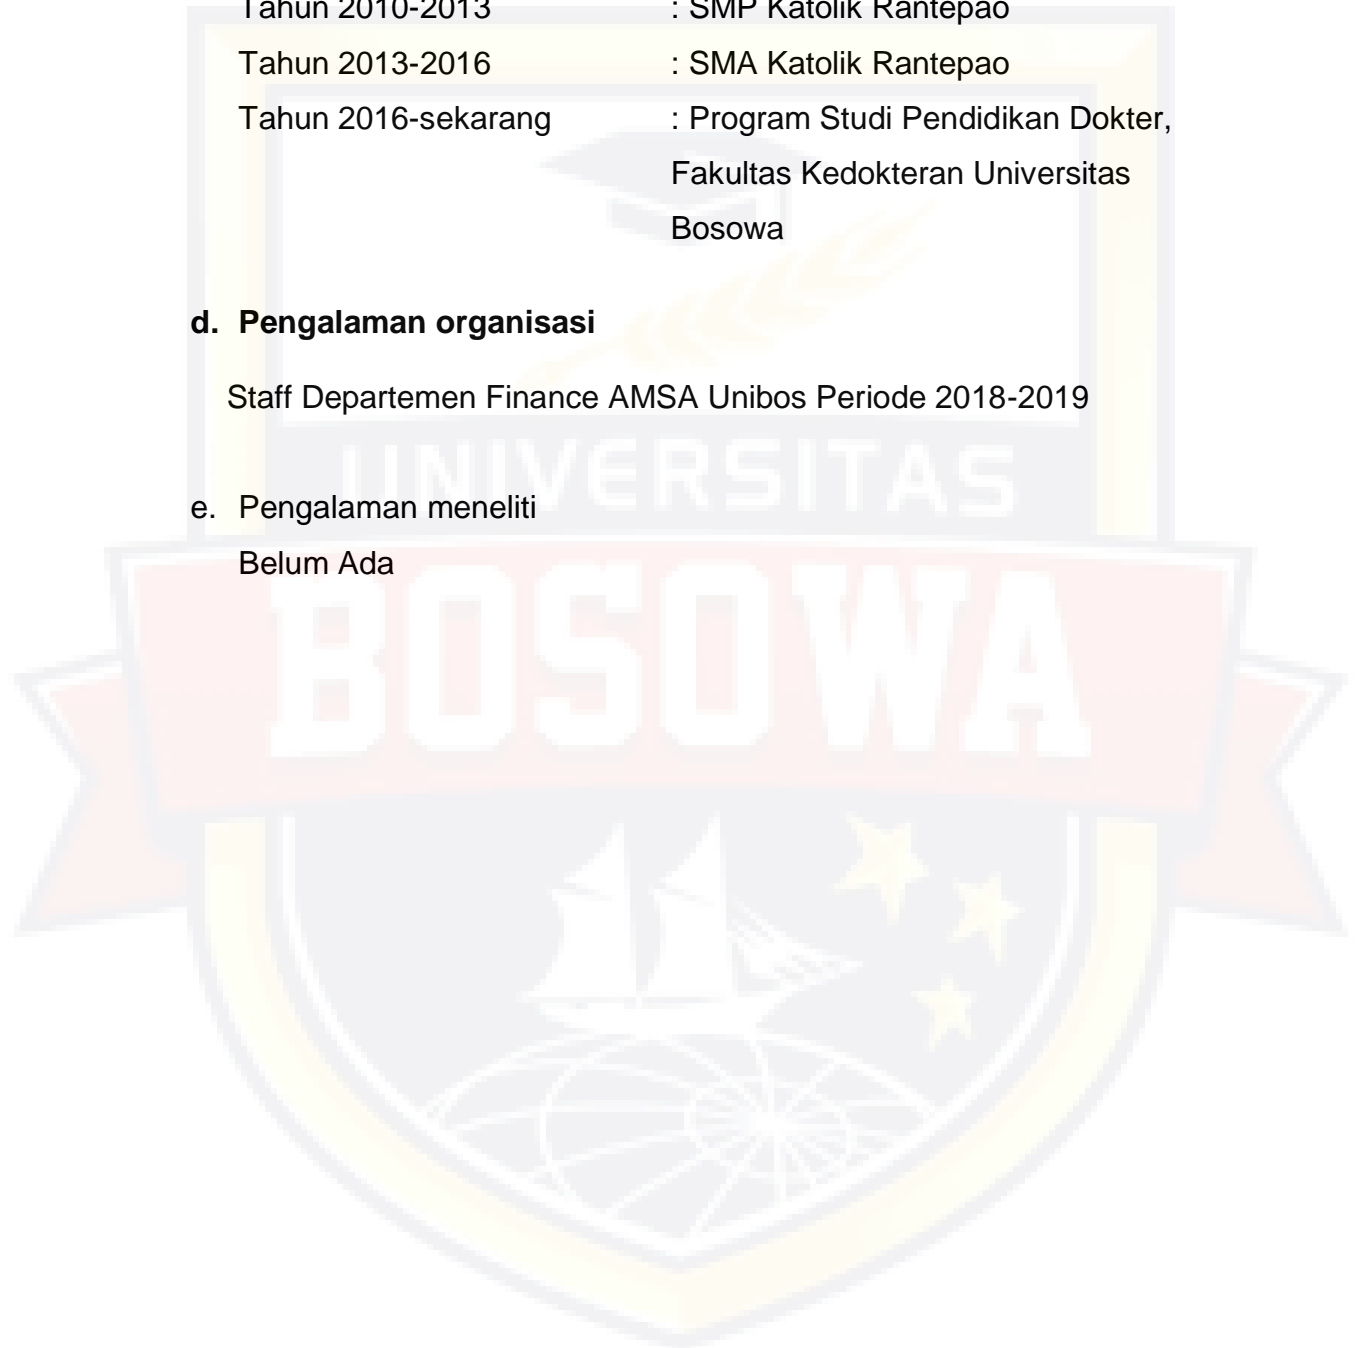 Tahun 2010-2013 : SMP Katolik Rantepao
Tahun 2013-2016 : SMA Katolik Rantepao
Tahun 2016-sekarang : Program Studi Pendidikan Dokter,
Fakultas Kedokteran Universitas
Bosowa
d. Pengalaman organisasi
Staff Departemen Finance AMSA Unibos Periode 2018-2019
UNIVERSITAS
e. Pengalaman meneliti
Belum Ada
BOSOWA